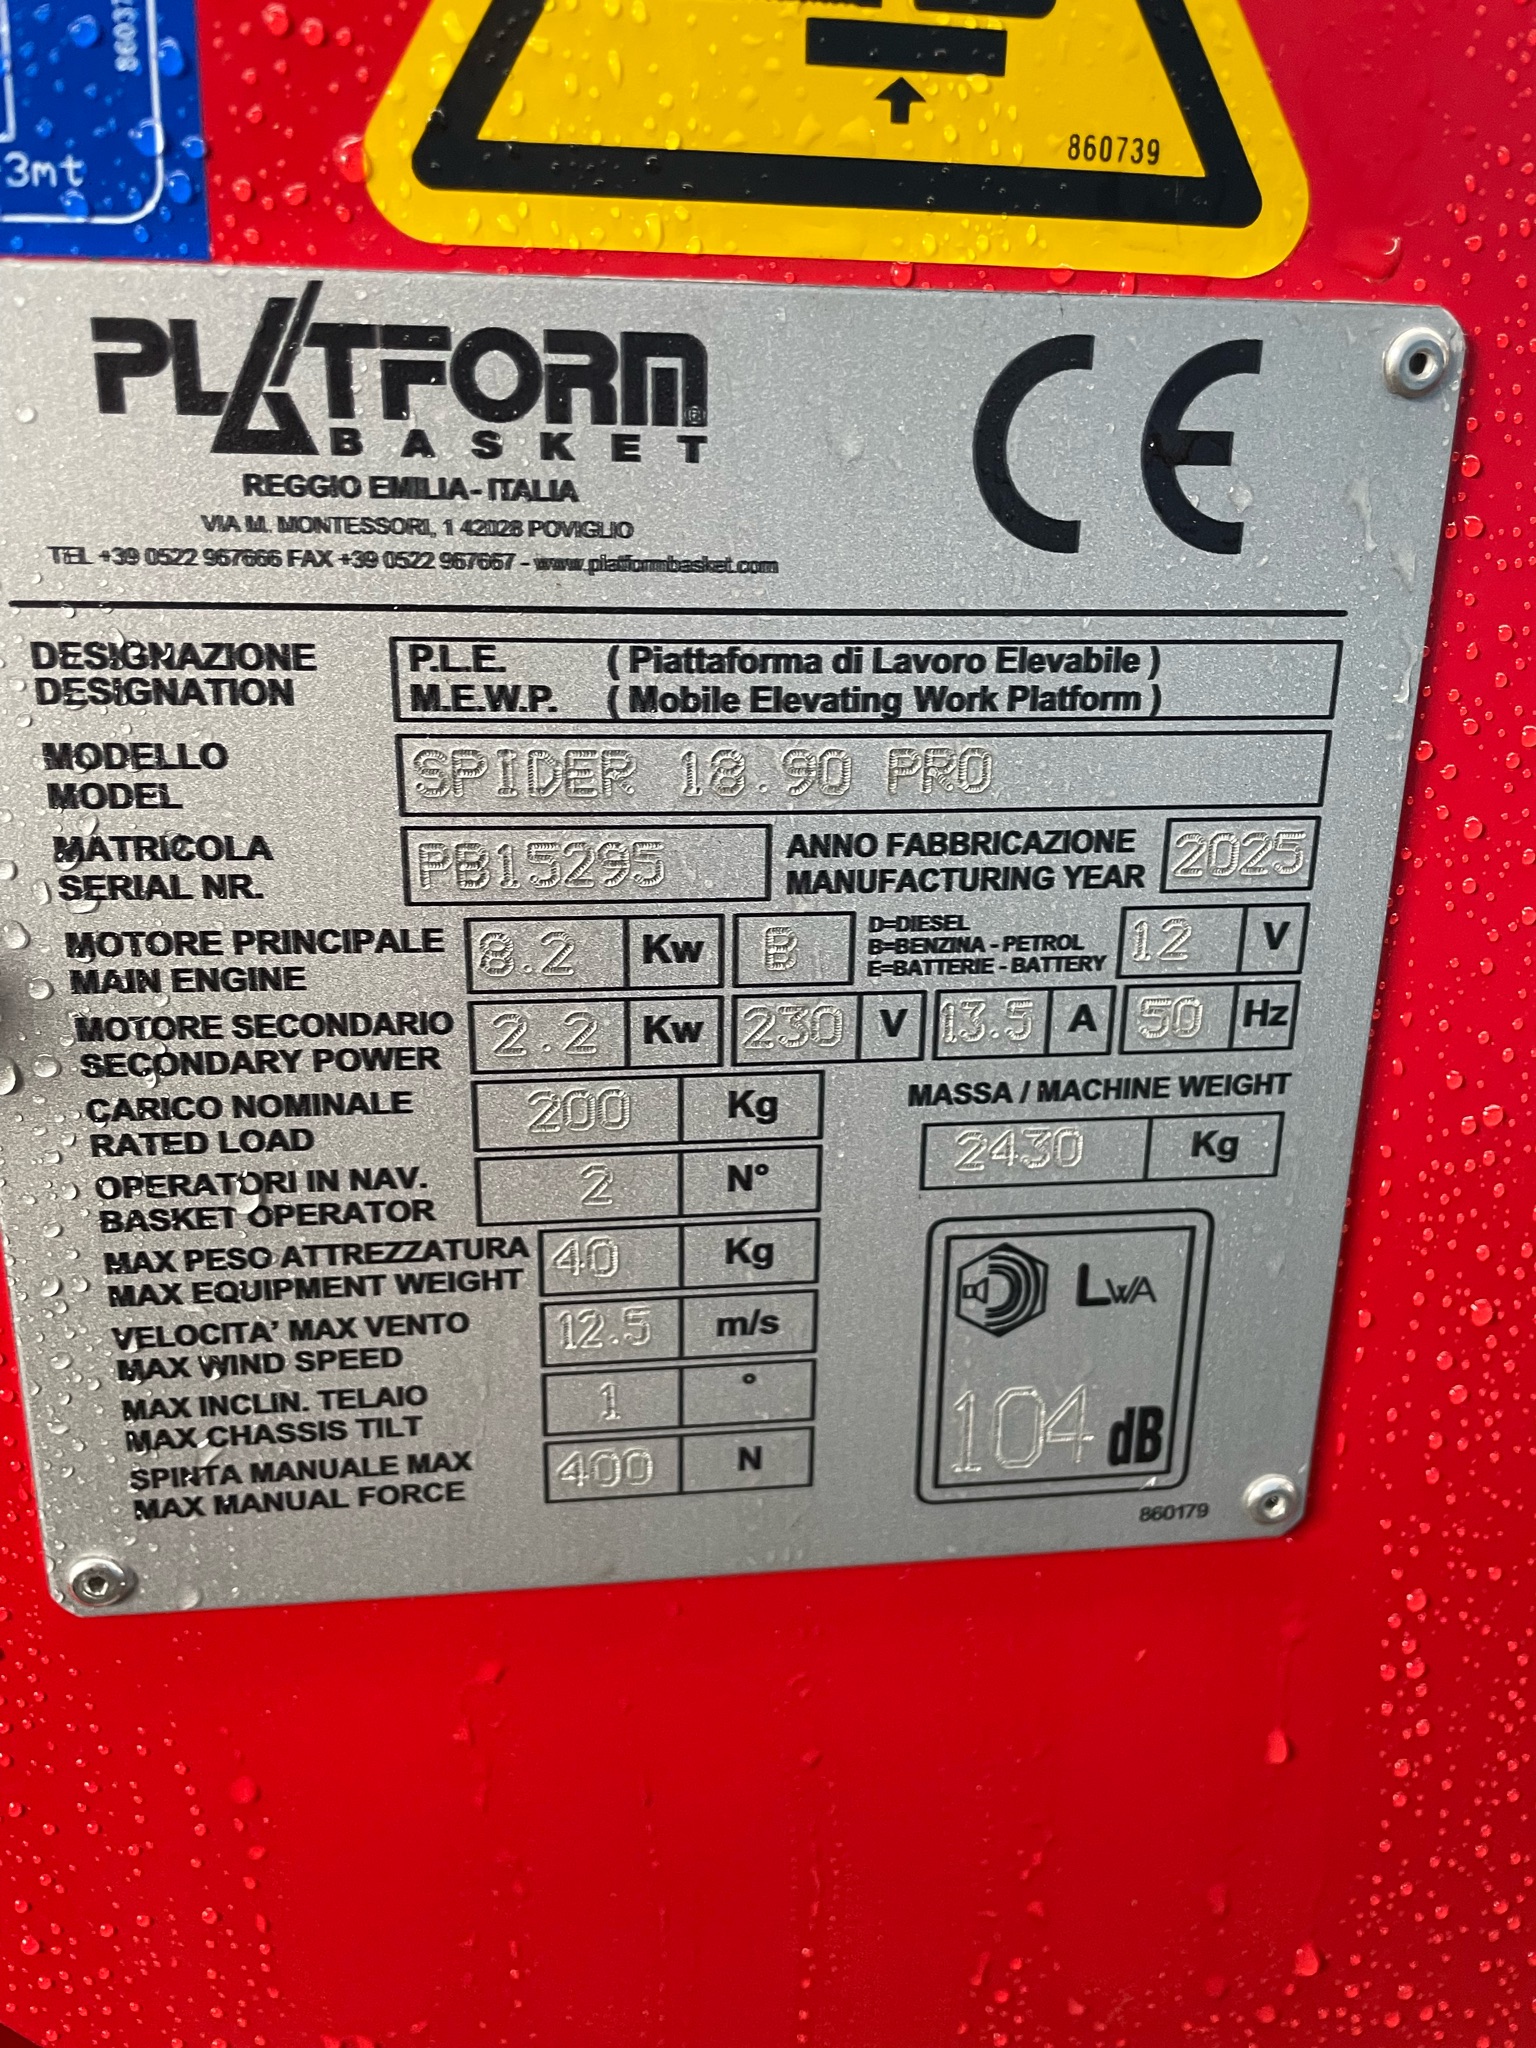 8603
3mt
860739
PLATFORM®
BASKET
REGGIO EMILIA - ITALIA
VIA M. MONTESSORI, 1 42028 POVIGLIO
TEL +39 0522 967666 FAX +39 0522 967667 - www.platformbasket.com
CE
DESIGNAZIONE P.L.E. ( Piattaforma di Lavoro Elevabile )
DESIGNATION M.E.W.P. ( Mobile Elevating Work Platform )
MODELLO
MODEL
SPIDER 18.90 PRO
MATRICOLA
SERIAL NR.
PB15295
ANNO FABBRICAZIONE
MANUFACTURING YEAR
2025
MOTORE PRINCIPALE
MAIN ENGINE
8.2 Kw B
D=DIESEL
B=BENZINA - PETROL
E=BATTERIE - BATTERY
12 V
MOTORE SECONDARIO
SECONDARY POWER
2.2 Kw 230 V 13.5 A 50 Hz
CARICO NOMINALE
RATED LOAD
200 Kg
MASSA / MACHINE WEIGHT
2430 Kg
OPERATORI IN NAV.
BASKET OPERATOR
2 N°
MAX PESO ATTREZZATURA
MAX EQUIPMENT WEIGHT
40 Kg
VELOCITA' MAX VENTO
MAX WIND SPEED
12.5 m/s
MAX INCLIN. TELAIO
MAX CHASSIS TILT
1 °
SPINTA MANUALE MAX
MAX MANUAL FORCE
400 N
LWA
104 dB
860179